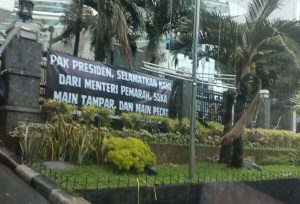 PAK PRESIDEN, SELAMATKAN KAMI
DARI MENTERI PEMARAH, SUKA
MAIN TAMPAR, DAN MAIN PECAT